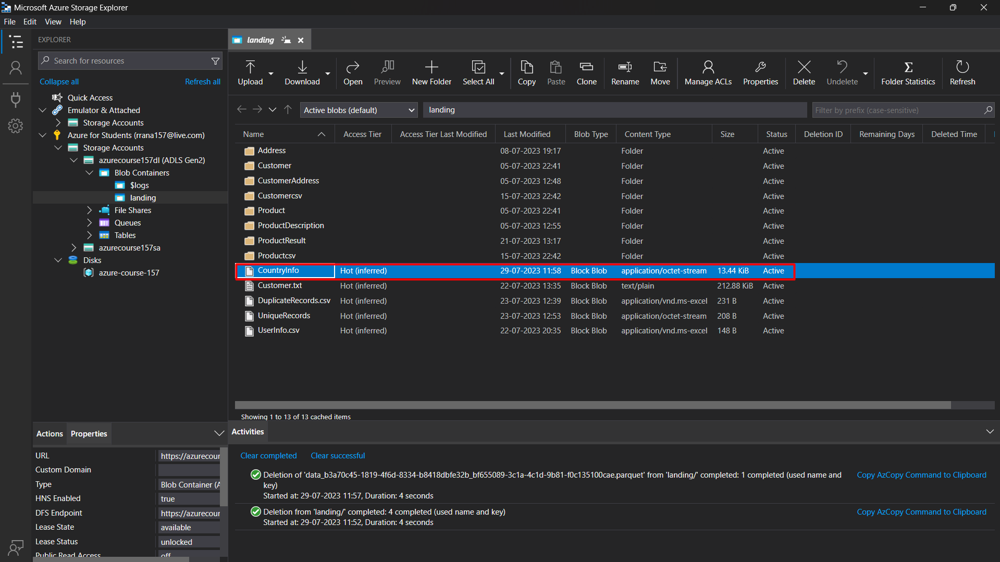 Microsoft Azure Storage Explorer
File Edit View Help
EXPLORER
Search for resources
Collapse all Refresh all
Quick Access
Emulator & Attached
Storage Accounts
Azure for Students (rrana157@live.com)
Storage Accounts
azurecourse157dl (ADLS Gen2)
Blob Containers
$logs
landing
File Shares
Queues
Tables
azurecourse157sa
Disks
azure-course-157
Actions Properties
URL https://azurecour
Custom Domain
Type Blob Container (A
HNS Enabled true
DFS Endpoint https://azurecour
Lease State available
Lease Status unlocked
Public Read Access off
landing
Upload Download Open Preview New Folder Select All Copy Paste Clone Rename Move Manage ACLs Properties Delete Undelete Folder Statistics Refresh
Active blobs (default) landing Filter by prefix (case-sensitive)
Name Access Tier Access Tier Last Modified Last Modified Blob Type Content Type Size Status Deletion ID Remaining Days Deleted Time
Address 08-07-2023 19:17 Folder Active
Customer 05-07-2023 22:41 Folder Active
CustomerAddress 05-07-2023 12:48 Folder Active
Customercsv 15-07-2023 22:42 Folder Active
Product 05-07-2023 22:41 Folder Active
ProductDescription 05-07-2023 12:55 Folder Active
ProductResult 21-07-2023 13:17 Folder Active
Productcsv 15-07-2023 22:42 Folder Active
CountryInfo Hot (inferred) 29-07-2023 11:58 Block Blob application/octet-stream 13.44 KiB Active
Customer.txt Hot (inferred) 22-07-2023 13:35 Block Blob text/plain 212.88 KiB Active
DuplicateRecords.csv Hot (inferred) 23-07-2023 12:39 Block Blob application/vnd.ms-excel 231 B Active
UniqueRecords Hot (inferred) 23-07-2023 12:53 Block Blob application/octet-stream 208 B Active
UserInfo.csv Hot (inferred) 22-07-2023 20:35 Block Blob application/vnd.ms-excel 148 B Active
Showing 1 to 13 of 13 cached items
Activities
Clear completed Clear successful
Deletion of 'data_b3a70c45-1819-4f6d-8334-b8418dbfe32b_bf655089-3c1a-4c1d-9b81-f0c135100cae.parquet' from 'landing/' completed: 1 completed (used name and Copy AzCopy Command to Clipboard
key)
Started at: 29-07-2023 11:57, Duration: 4 seconds
Deletion from 'landing/' completed: 4 completed (used name and key) Copy AzCopy Command to Clipboard
Started at: 29-07-2023 11:52, Duration: 4 seconds